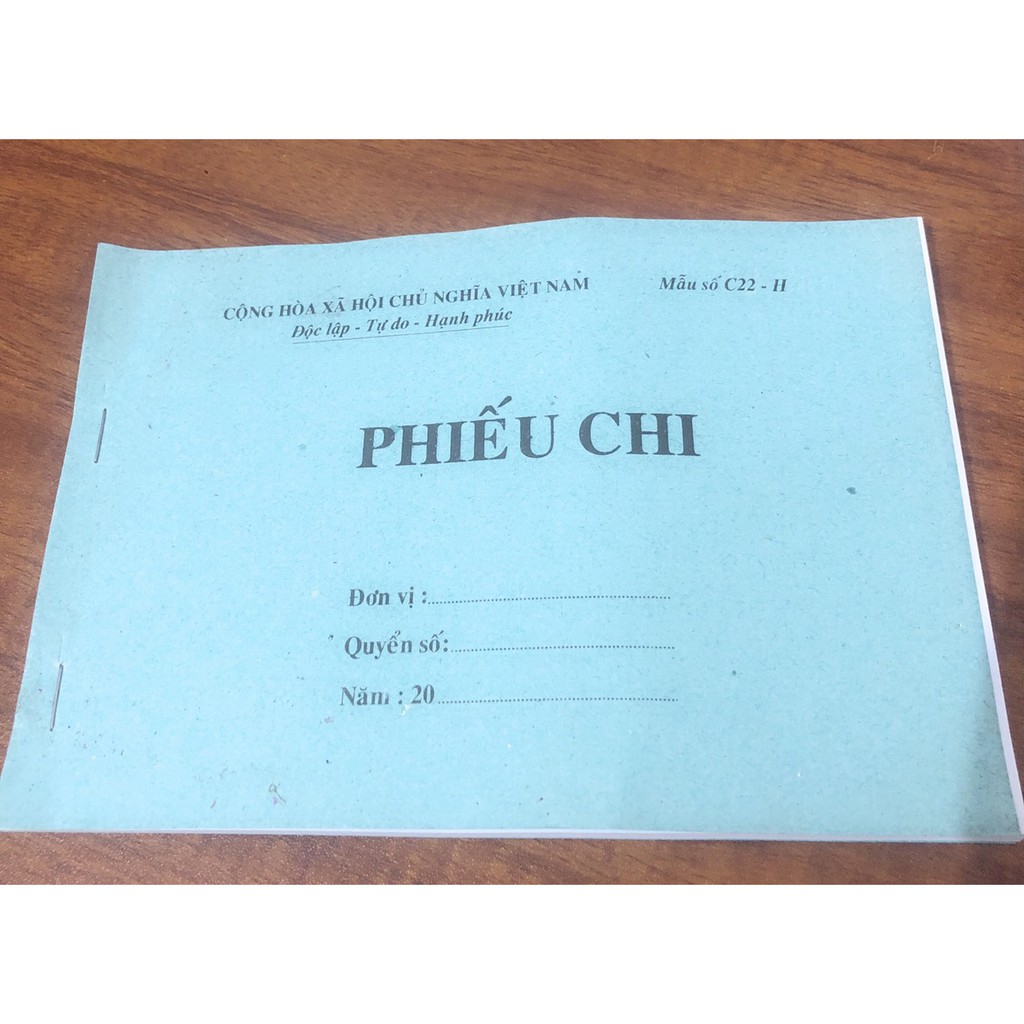 CỘNG HÒA XÃ HỘI CHỦ NGHĨA VIỆT NAM
Độc lập - Tự do - Hạnh phúc
Mẫu số C22 - H
PHIẾU CHI
Đơn vị :
Quyển số:
Năm : 20